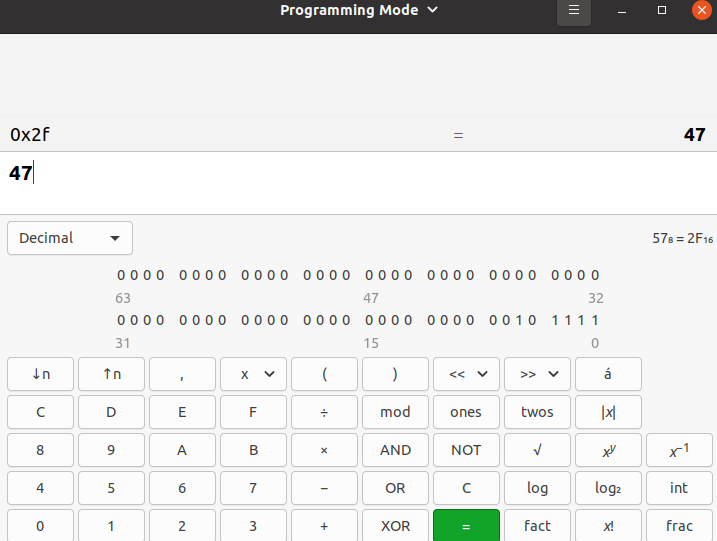 Programming Mode
0x2f = 47
47
Decimal 57₈ = 2F₁₆
0000 0000 0000 0000 0000 0000 0000 0000
63 47 32
0000 0000 0000 0000 0000 0000 0010 1111
31 15 0
↓n ↑n , x ( ) << >> á
C D E F ÷ mod ones twos |x|
8 9 A B × AND NOT √ xʸ x⁻¹
4 5 6 7 − OR C log log₂ int
0 1 2 3 + XOR = fact x! frac